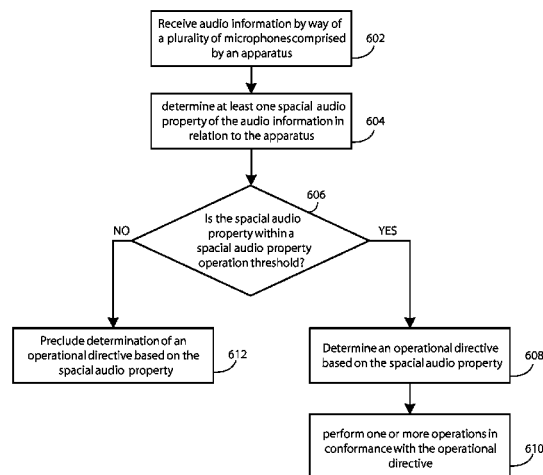 Receive audio information by way of
a plurality of microphones comprised
by an apparatus
602
determine at least one spacial audio
property of the audio information in
relation to the apparatus
604
606
Is the spacial audio
property within a
spacial audio property
operation threshold?
NO
YES
Preclude determination of an
operational directive based on the
spacial audio property
612
Determine an operational directive
based on the spacial audio property
608
perform one or more operations in
conformance with the operational
directive
610